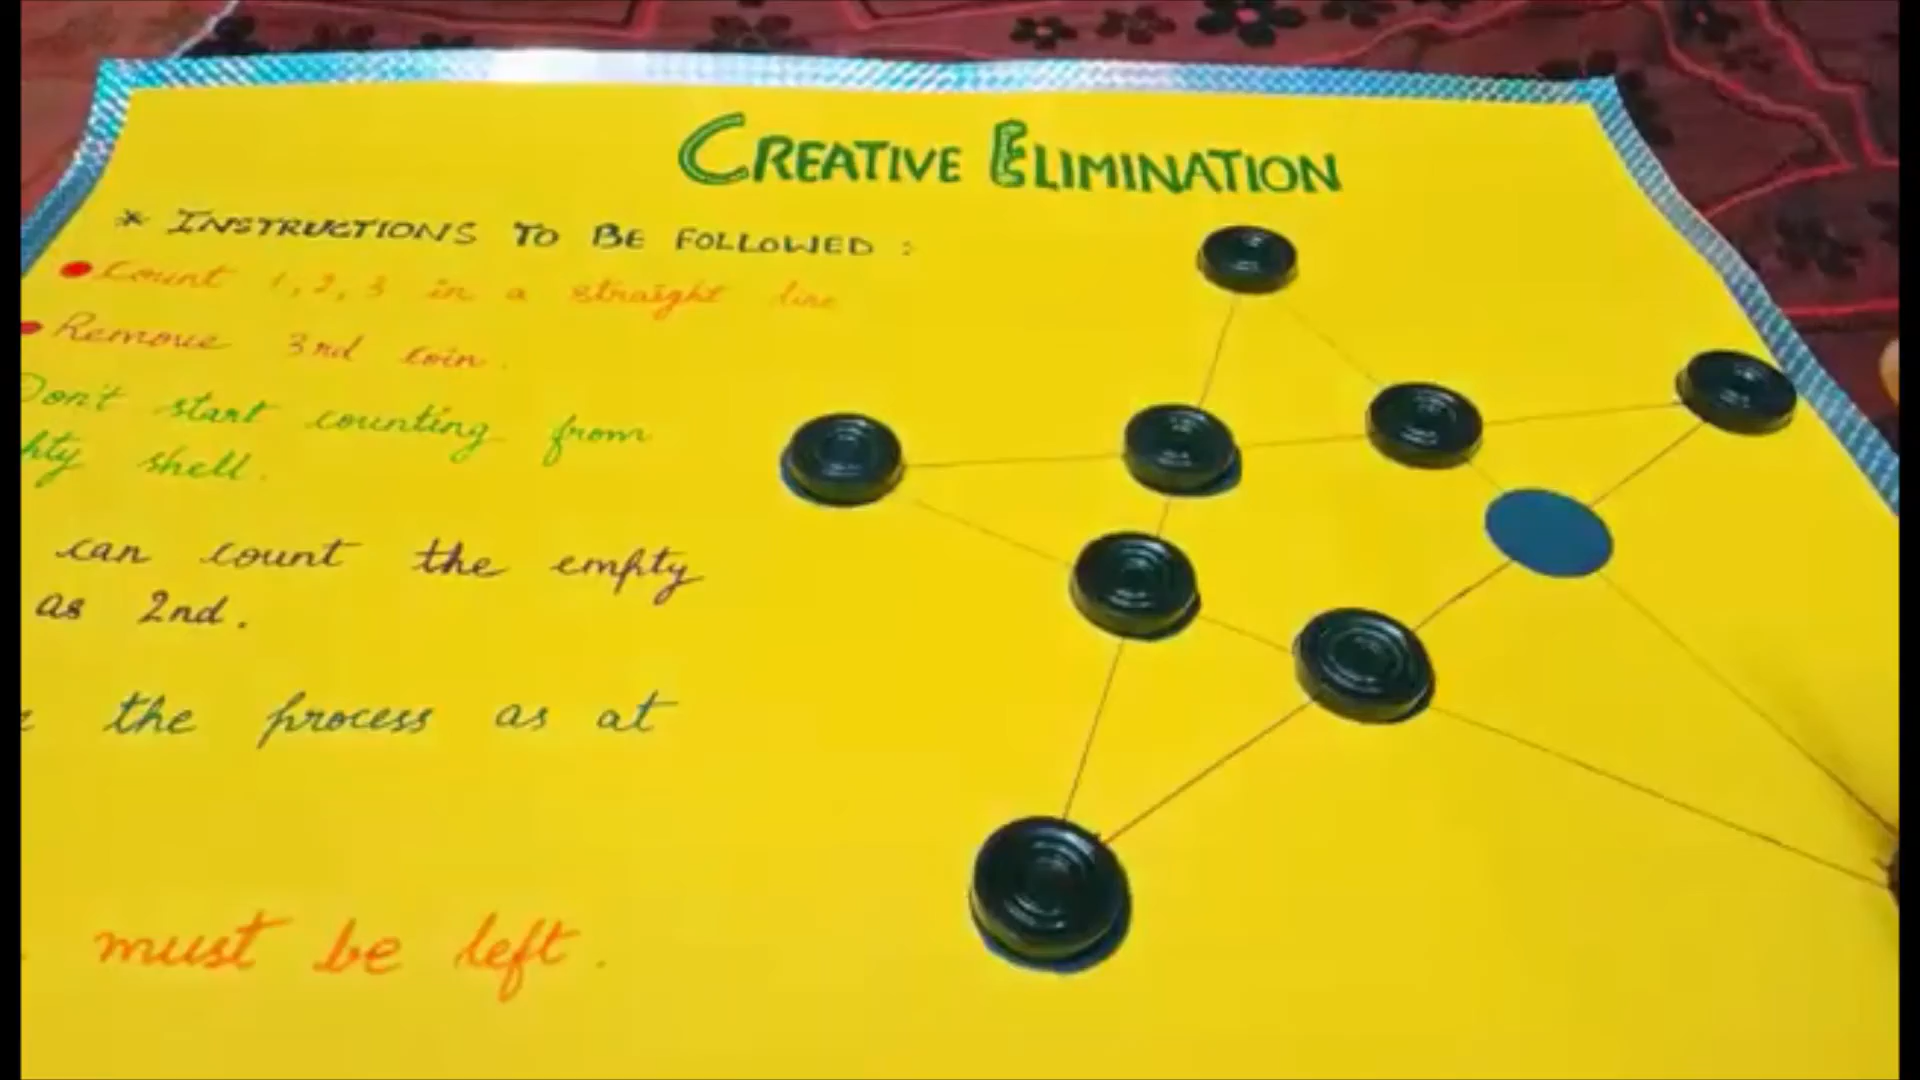 CREATIVE ELIMINATION
* INSTRUCTIONS TO BE FOLLOWED :
Count 1, 2, 3 in a straight line
Remove 3rd coin.
Don't start counting from
shell.
can count the empty
as 2nd.
the process as at
must be left.